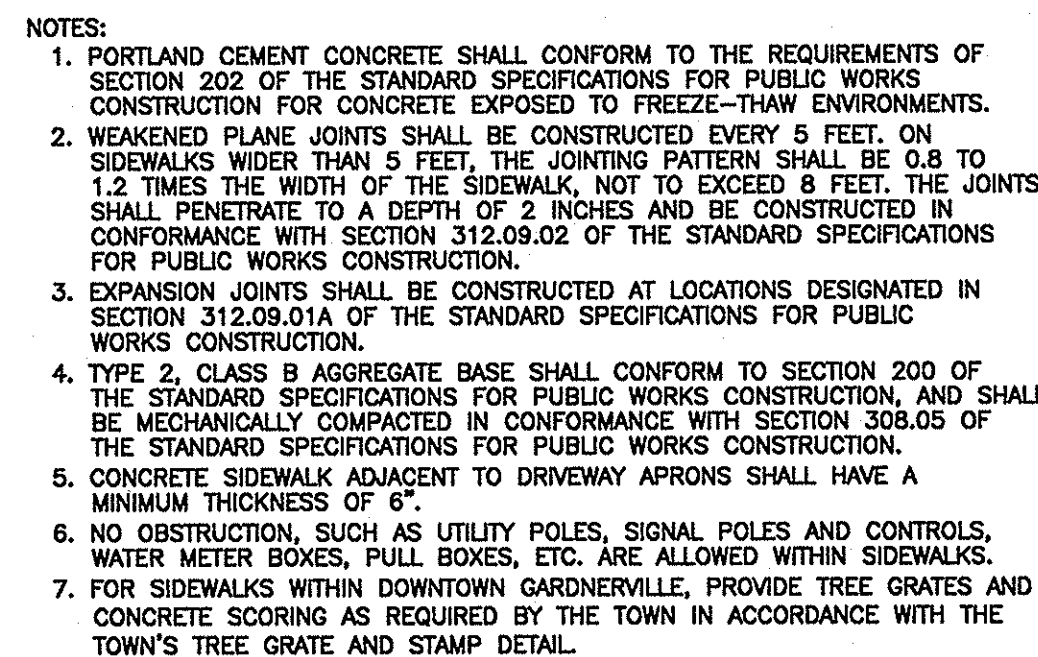 NOTES:
1. PORTLAND CEMENT CONCRETE SHALL CONFORM TO THE REQUIREMENTS OF
SECTION 202 OF THE STANDARD SPECIFICATIONS FOR PUBLIC WORKS
CONSTRUCTION FOR CONCRETE EXPOSED TO FREEZE-THAW ENVIRONMENTS.
2. WEAKENED PLANE JOINTS SHALL BE CONSTRUCTED EVERY 5 FEET. ON
SIDEWALKS WIDER THAN 5 FEET, THE JOINTING PATTERN SHALL BE 0.8 TO
1.2 TIMES THE WIDTH OF THE SIDEWALK, NOT TO EXCEED 8 FEET. THE JOINTS
SHALL PENETRATE TO A DEPTH OF 2 INCHES AND BE CONSTRUCTED IN
CONFORMANCE WITH SECTION 312.09.02 OF THE STANDARD SPECIFICATIONS
FOR PUBLIC WORKS CONSTRUCTION.
3. EXPANSION JOINTS SHALL BE CONSTRUCTED AT LOCATIONS DESIGNATED IN
SECTION 312.09.01A OF THE STANDARD SPECIFICATIONS FOR PUBLIC
WORKS CONSTRUCTION.
4. TYPE 2, CLASS B AGGREGATE BASE SHALL CONFORM TO SECTION 200 OF
THE STANDARD SPECIFICATIONS FOR PUBLIC WORKS CONSTRUCTION, AND SHALL
BE MECHANICALLY COMPACTED IN CONFORMANCE WITH SECTION 308.05 OF
THE STANDARD SPECIFICATIONS FOR PUBLIC WORKS CONSTRUCTION.
5. CONCRETE SIDEWALK ADJACENT TO DRIVEWAY APRONS SHALL HAVE A
MINIMUM THICKNESS OF 6".
6. NO OBSTRUCTION, SUCH AS UTILITY POLES, SIGNAL POLES AND CONTROLS,
WATER METER BOXES, PULL BOXES, ETC. ARE ALLOWED WITHIN SIDEWALKS.
7. FOR SIDEWALKS WITHIN DOWNTOWN GARDNERVILLE, PROVIDE TREE GRATES AND
CONCRETE SCORING AS REQUIRED BY THE TOWN IN ACCORDANCE WITH THE
TOWN'S TREE GRATE AND STAMP DETAIL.